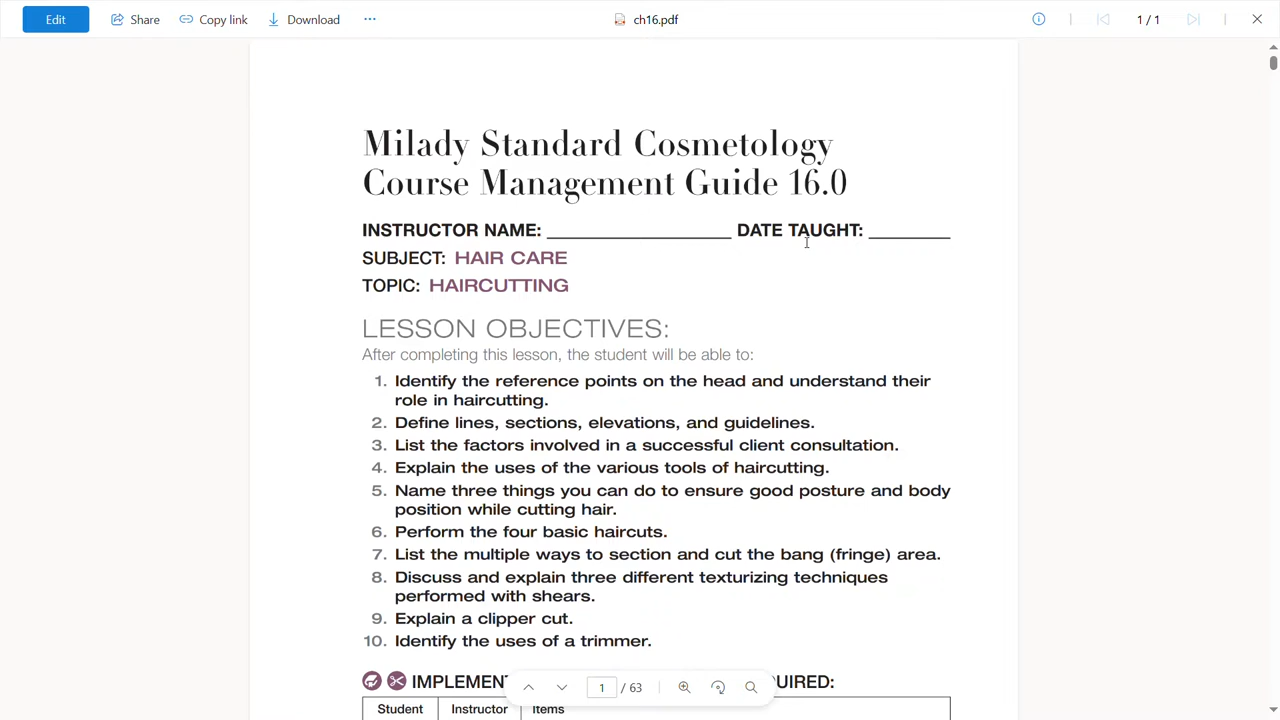 Edit Share Copy link Download ... ch16.pdf 1 / 1
Milady Standard Cosmetology
Course Management Guide 16.0
INSTRUCTOR NAME: ____________________ DATE TAUGHT: _________
SUBJECT: HAIR CARE
TOPIC: HAIRCUTTING
LESSON OBJECTIVES:
After completing this lesson, the student will be able to:
1. Identify the reference points on the head and understand their
role in haircutting.
2. Define lines, sections, elevations, and guidelines.
3. List the factors involved in a successful client consultation.
4. Explain the uses of the various tools of haircutting.
5. Name three things you can do to ensure good posture and body
position while cutting hair.
6. Perform the four basic haircuts.
7. List the multiple ways to section and cut the bang (fringe) area.
8. Discuss and explain three different texturizing techniques
performed with shears.
9. Explain a clipper cut.
10. Identify the uses of a trimmer.
IMPLEMEN UIRED:
1 / 63
Student Instructor Items